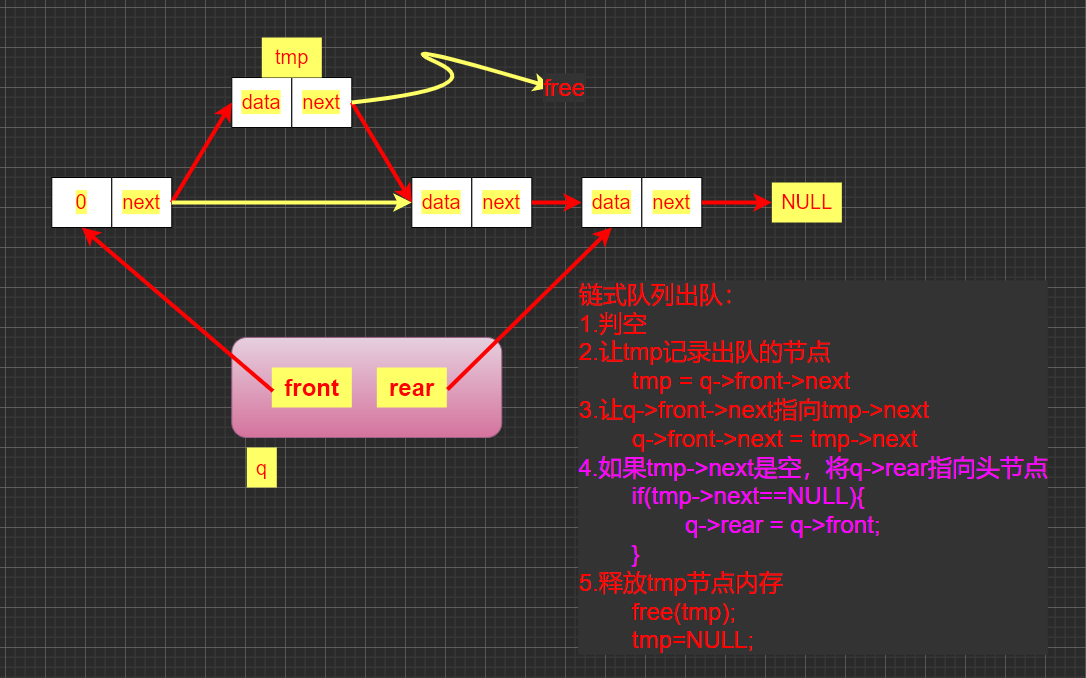 tmp
data next
free
0 next
data next
data next
NULL
front rear
q
链式队列出队：
1.判空
2.让tmp记录出队的节点
tmp = q->front->next
3.让q->front->next指向tmp->next
q->front->next = tmp->next
4.如果tmp->next是空，将q->rear指向头节点
if(tmp->next==NULL){
q->rear = q->front;
}
5.释放tmp节点内存
free(tmp);
tmp=NULL;